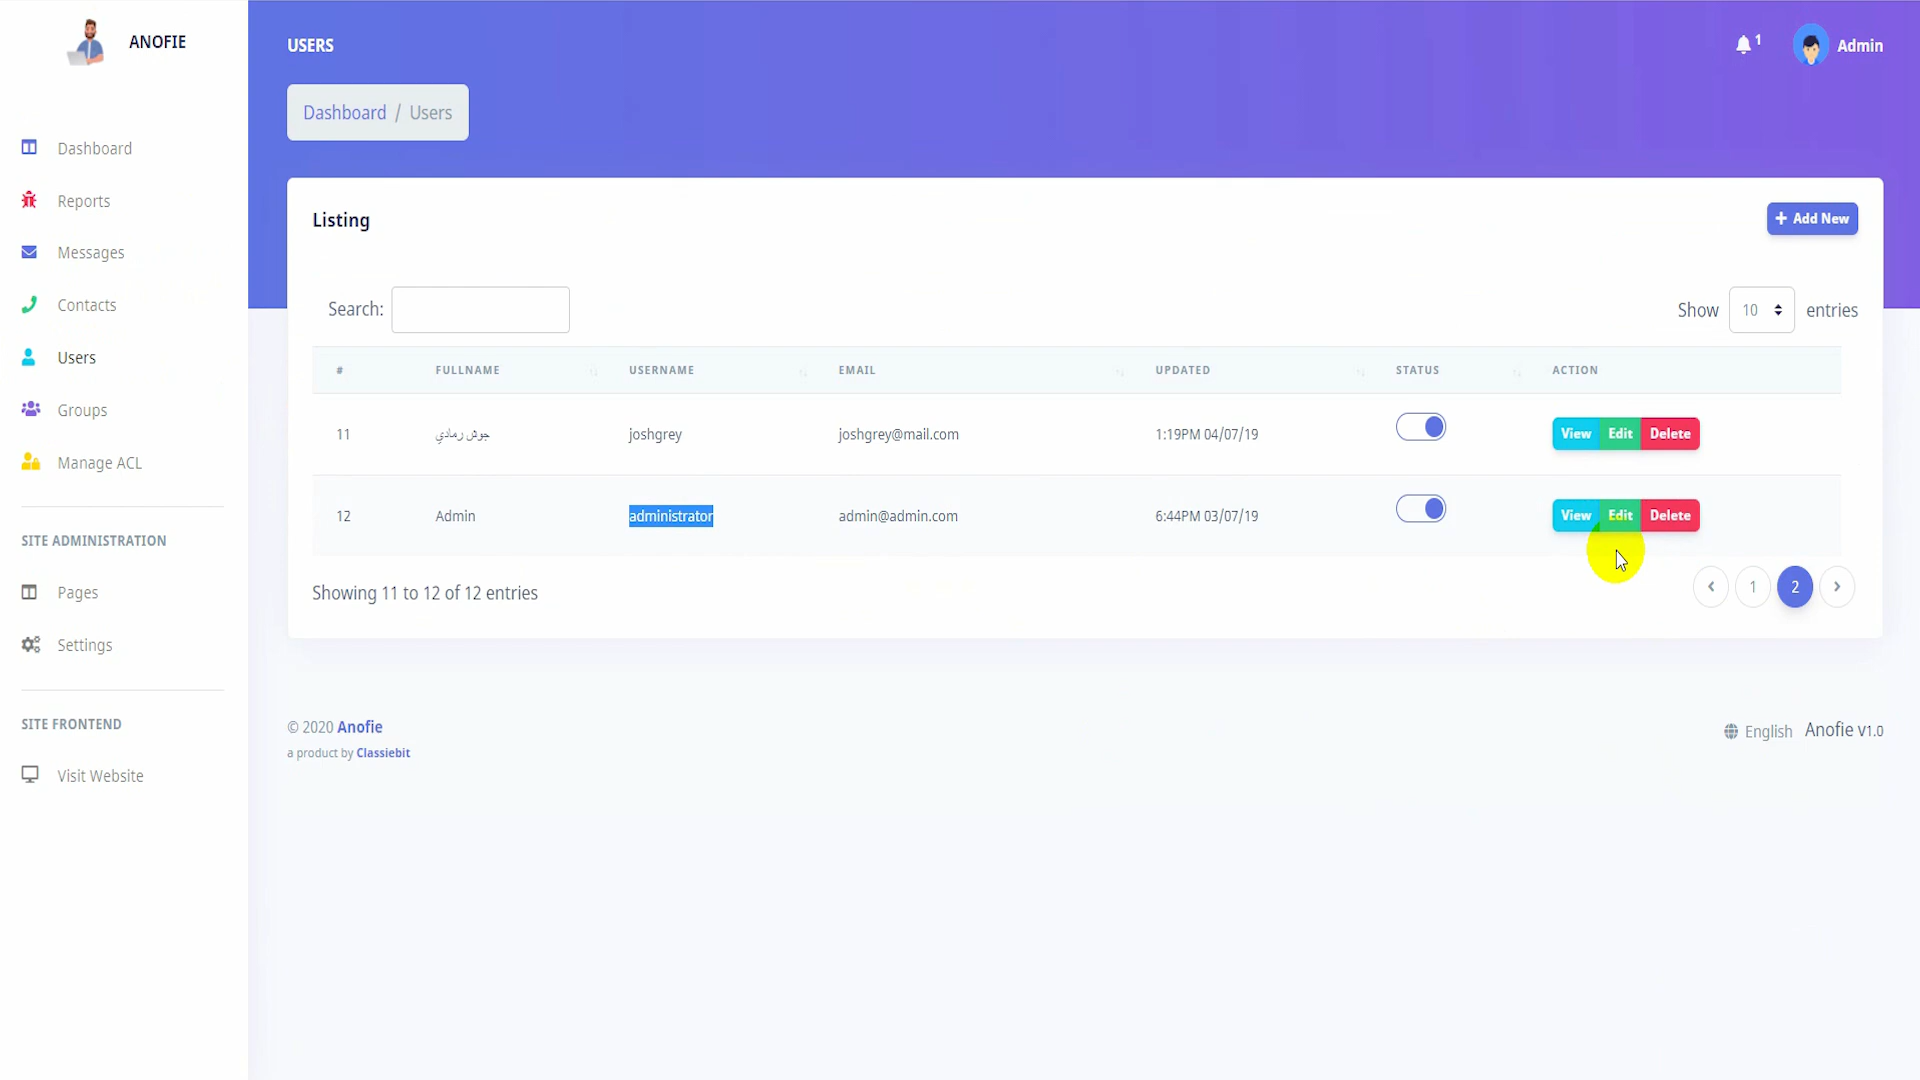 ANOFIE
USERS
1
Admin
Dashboard / Users
Dashboard
Reports
Messages
Contacts
Users
Groups
Manage ACL
SITE ADMINISTRATION
Pages
Settings
SITE FRONTEND
Visit Website
Listing
+ Add New
Search:
Show 10 entries
# FULLNAME USERNAME EMAIL UPDATED STATUS ACTION
11 جوش رمادي joshgrey joshgrey@mail.com 1:19PM 04/07/19 View Edit Delete
12 Admin administrator admin@admin.com 6:44PM 03/07/19 View Edit Delete
Showing 11 to 12 of 12 entries
1 2
© 2020 Anofie
a product by Classiebit
English Anofie v1.0